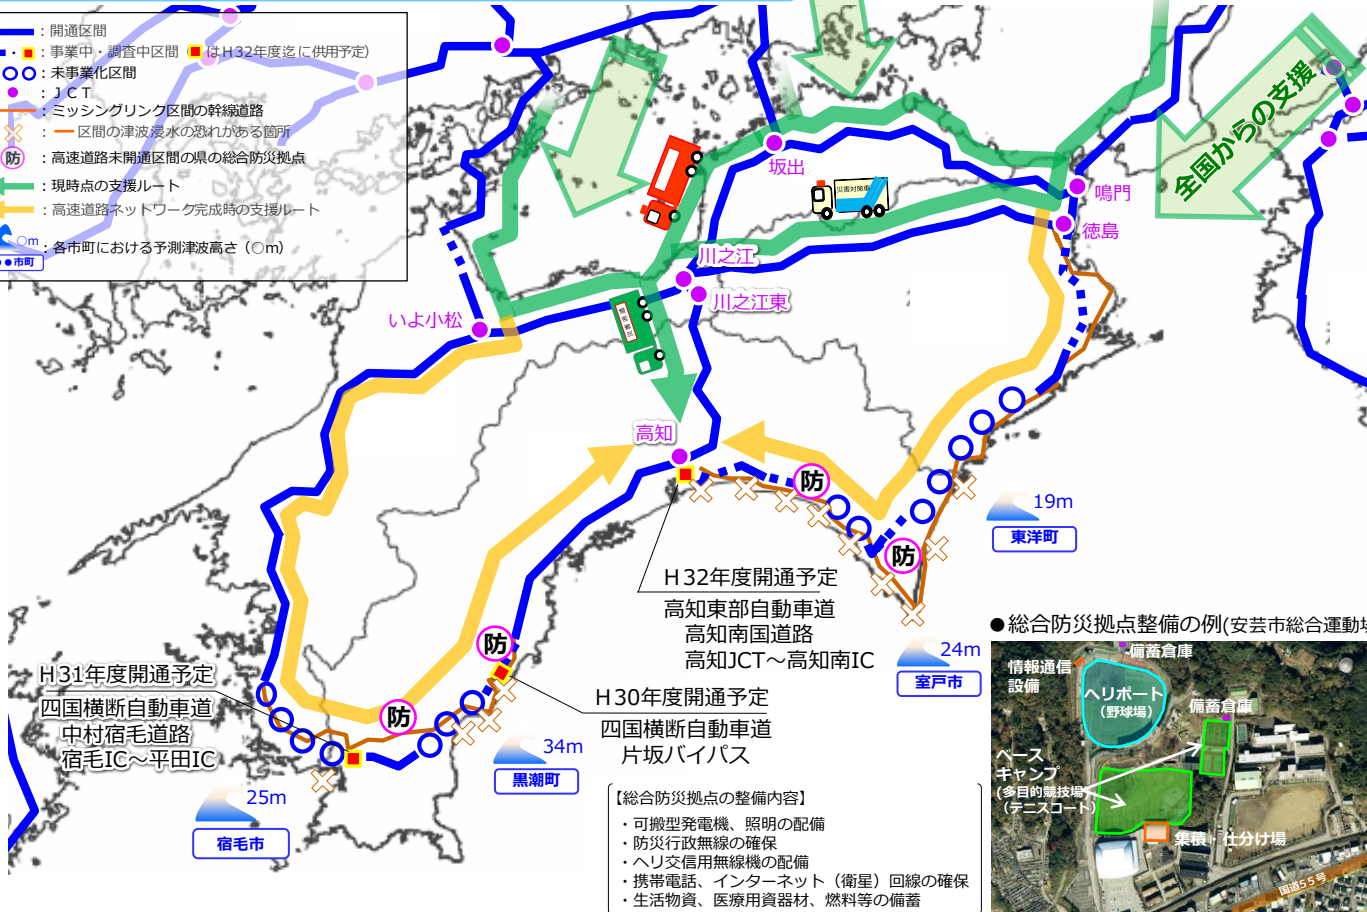 ：開通区間
：事業中・調査中区間（ はＨ32年度迄に供用予定）
：未事業化区間
：ＪＣＴ
：ミッシングリンク区間の幹線道路
： ー 区間の津波浸水の恐れがある箇所
防 ：高速道路未開通区間の県の総合防災拠点
：現時点の支援ルート
：高速道路ネットワーク完成時の支援ルート
○m
●市町
：各市町における予測津波高さ（○m）
全国からの支援
坂出
災害対策車
鳴門
徳島
川之江
川之江東
いよ小松
高知
防
防
防
防
19m
東洋町
24m
室戸市
34m
黒潮町
25m
宿毛市
Ｈ32年度開通予定
高知東部自動車道
高知南国道路
高知JCT～高知南IC
Ｈ31年度開通予定
四国横断自動車道
中村宿毛道路
宿毛IC～平田IC
Ｈ30年度開通予定
四国横断自動車道
片坂バイパス
【総合防災拠点の整備内容】
・可搬型発電機、照明の配備
・防災行政無線の確保
・ヘリ交信用無線機の配備
・携帯電話、インターネット（衛星）回線の確保
・生活物資、医療用資器材、燃料等の備蓄
●総合防災拠点整備の例(安芸市総合運動場
備蓄倉庫
情報通信
設備
ヘリポート
（野球場）
備蓄倉庫
ベース
キャンプ
(多目的競技場)
(テニスコート)
集積・仕分け場
国道５５号